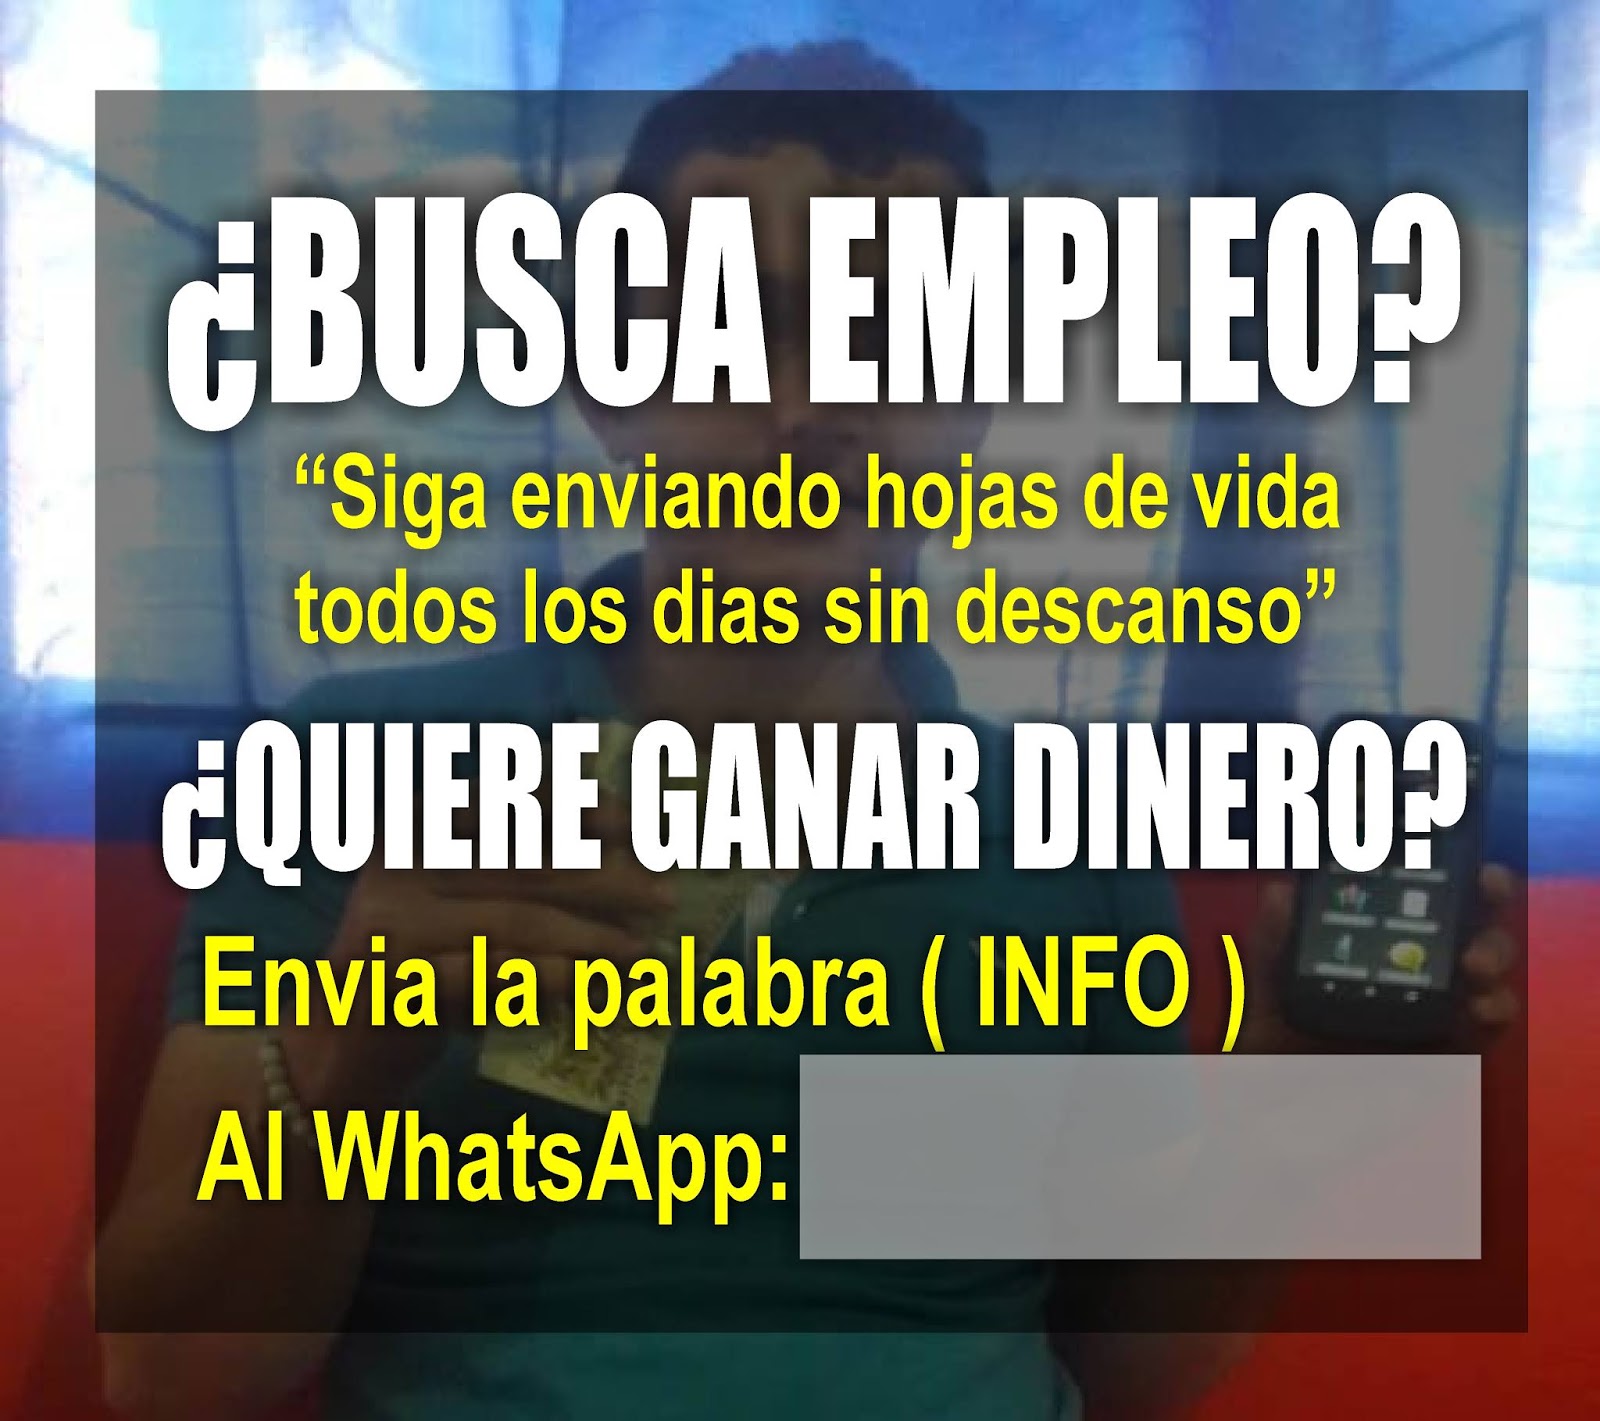 ¿BUSCA EMPLEO?
“Siga enviando hojas de vida
todos los dias sin descanso”
¿QUIERE GANAR DINERO?
Envia la palabra ( INFO )
Al WhatsApp: